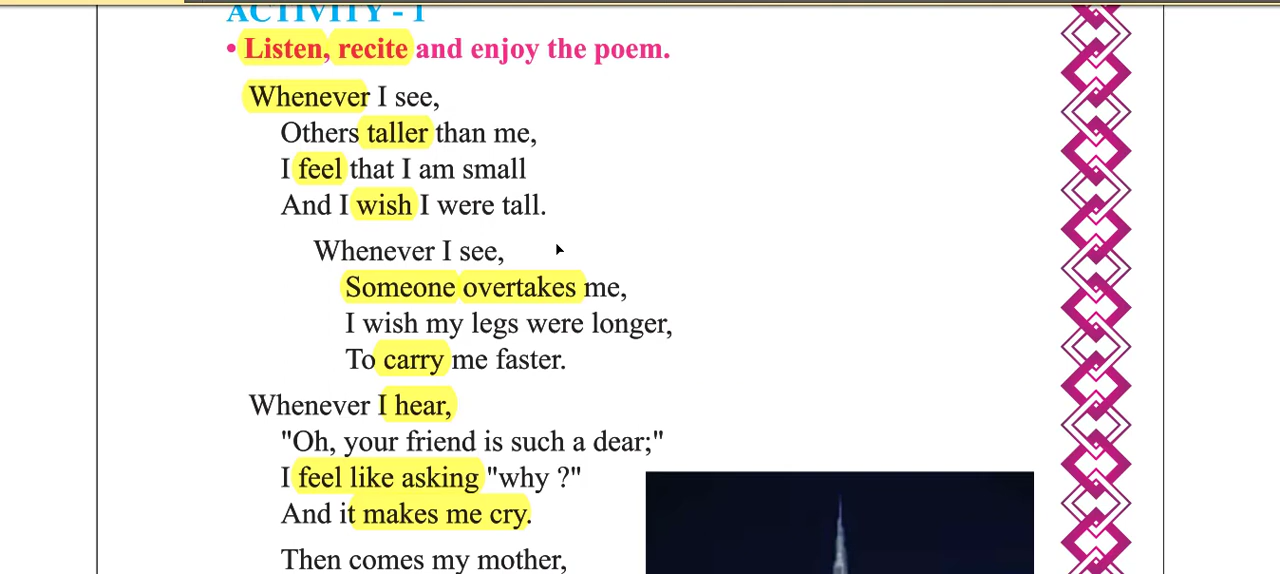 ACTIVITY - 1
• Listen, recite and enjoy the poem.
Whenever I see,
Others taller than me,
I feel that I am small
And I wish I were tall.
Whenever I see,
Someone overtakes me,
I wish my legs were longer,
To carry me faster.
Whenever I hear,
"Oh, your friend is such a dear;"
I feel like asking "why ?"
And it makes me cry.
Then comes my mother,